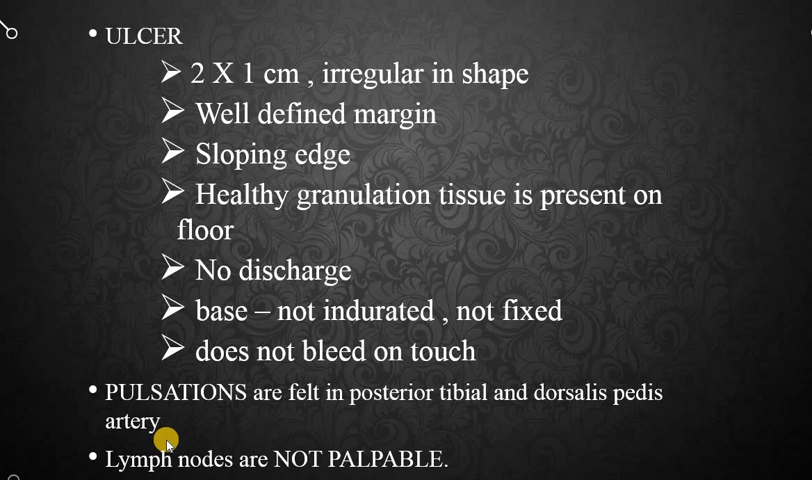 • ULCER
➢ 2 X 1 cm , irregular in shape
➢ Well defined margin
➢ Sloping edge
➢ Healthy granulation tissue is present on
floor
➢ No discharge
➢ base – not indurated , not fixed
➢ does not bleed on touch
• PULSATIONS are felt in posterior tibial and dorsalis pedis
artery
• Lymph nodes are NOT PALPABLE.